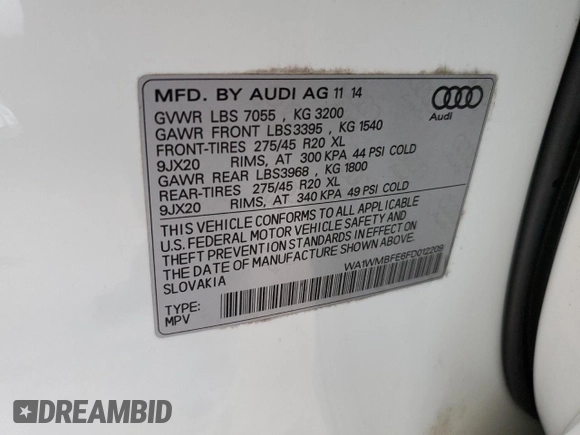 MFD. BY AUDI AG 11 14
GVWR LBS 7055 , KG 3200
GAWR FRONT LBS3395 , KG 1540
FRONT-TIRES 275/45 R20 XL
9JX20 RIMS, AT 300 KPA 44 PSI COLD
GAWR REAR LBS3968 , KG 1800
REAR-TIRES 275/45 R20 XL
9JX20 RIMS, AT 340 KPA 49 PSI COLD
Audi
THIS VEHICLE CONFORMS TO ALL APPLICABLE
U.S. FEDERAL MOTOR VEHICLE SAFETY AND
THEFT PREVENTION STANDARDS IN EFFECT ON
THE DATE OF MANUFACTURE SHOWN ABOVE.
SLOVAKIA
WA1WMBFE6FD012209
TYPE:
MPV
DREAMBID